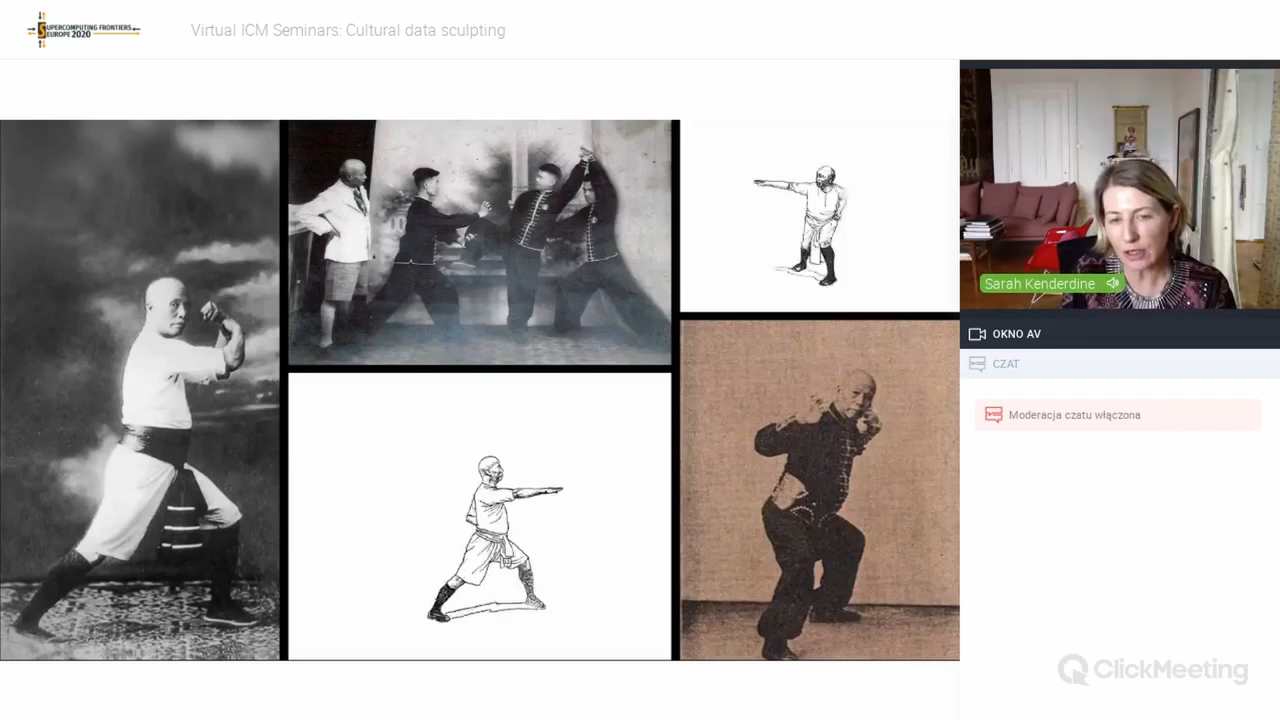 SUPERCOMPUTING FRONTIERS
EUROPE 2020
Virtual ICM Seminars: Cultural data sculpting
Sarah Kenderdine
OKNO AV
CZAT
Moderacja czatu włączona
ClickMeeting